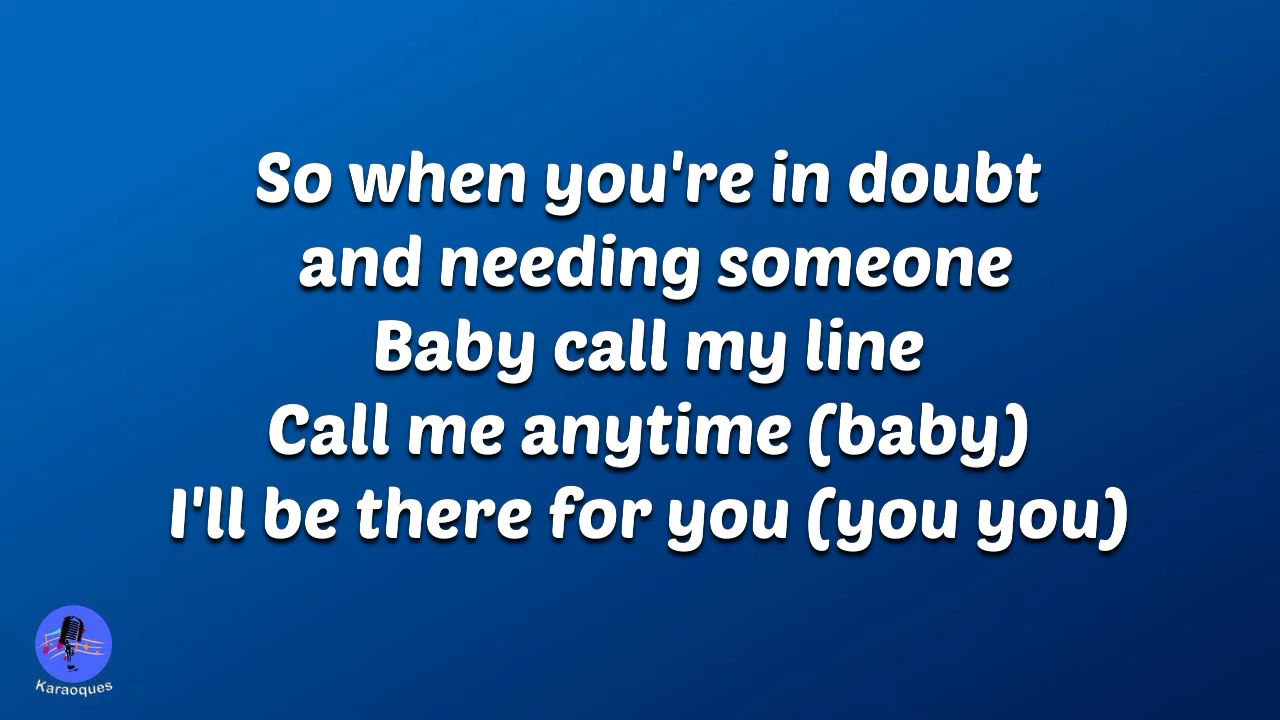 So when you're in doubt
and needing someone
Baby call my line
Call me anytime (baby)
I'll be there for you (you you)
Karaoques